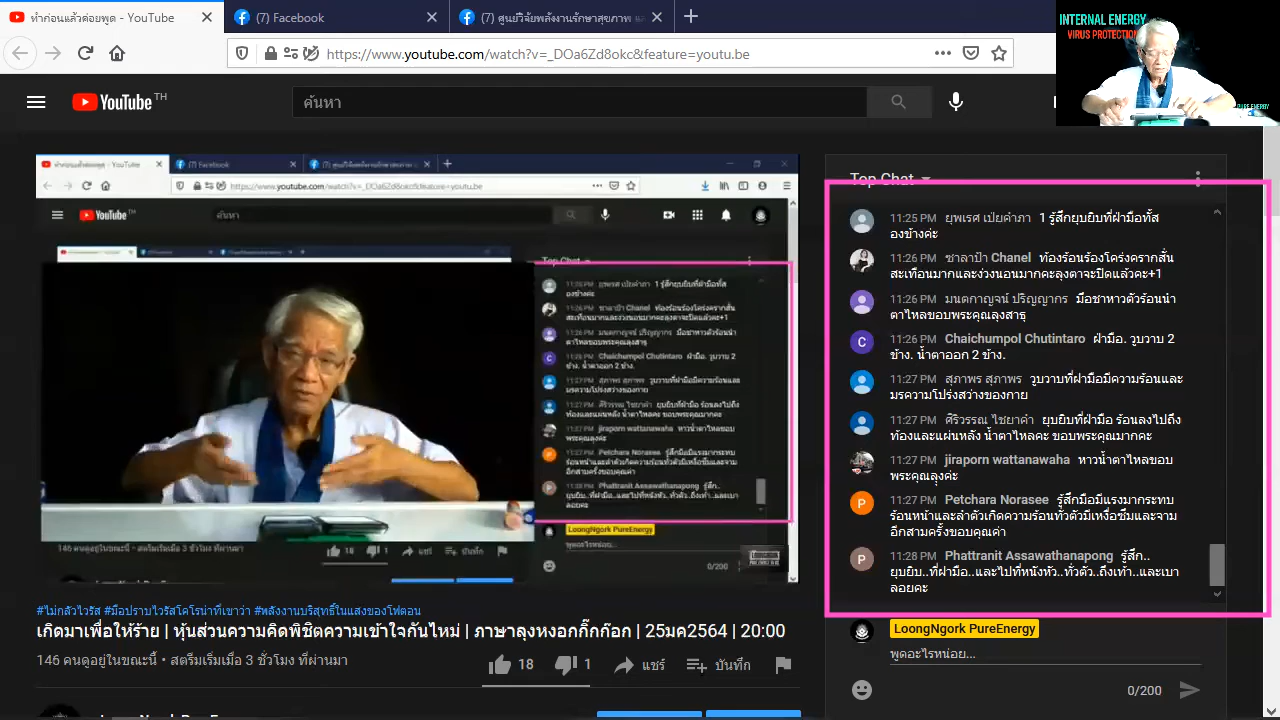 ทำก่อนแล้วค่อยพูด - YouTube
(7) Facebook
(7) ศูนย์วิจัยพลังงานรักษาสุขภาพ แล
https://www.youtube.com/watch?v=_DOa6Zd8okc&feature=youtu.be
INTERNAL ENERGY
VIRUS PROTECTION
YouTube TH
ค้นหา
Top Chat
11:25 PM ยุพเรศ เปียคำภา 1 รู้สึกยุบยิบที่ฝ่ามือทั้ส
องข้างค่ะ
11:26 PM ชาลาป้า Chanel ท้องร้อนร้องโครงครากสั่น
สะเทือนมากและง่วงนอนมากคะลุงตาจะปิดแล้วคะ+1
11:26 PM มนตกาญจน์ ปริญญากร มือชาหาวตัวร้อนน้ำ
ตาไหลขอบพระคุณลุงสาธุ
11:26 PM Chaichumpol Chutintaro ฝ่ามือ. วูบวาบ 2
ข้าง. น้ำตาออก 2 ข้าง.
11:27 PM สุภาพร สุภาพร วูบวาบที่ฝ่ามือมีความร้อนและ
มรความโปร่งสว่างของกาย
11:27 PM ศิริวรรณ ไชยาคำ ยุบยิบที่ฝ่ามือ ร้อนลงไปถึง
ท้องและแผ่นหลัง น้ำตาไหลคะ ขอบพระคุณมากคะ
11:27 PM jiraporn wattanawaha หาวน้ำตาไหลขอบ
พระคุณลุงค่ะ
11:27 PM Petchara Norasee รู้สึกมือมีแรงมากระทบ
ร้อนหน้าและลำตัวเกิดความร้อนทั่วตัวมีเหงื่อซึมและจาม
อีกสามครั้งขอบคุณค่า
11:28 PM Phattranit Assawathanapong รู้สึก..
ยุบยิบ..ที่ฝ่ามือ..และไปที่หนังหัว..ทั่วตัว..ถึงเท้า..และเบา
ลอยคะ
LoongNgork PureEnergy
พูดอะไรหน่อย...
0/200
#ไม่กลัวไวรัส #มือปราบไวรัสโคโรน่าที่เขาว่า #พลังงานบริสุทธิ์ในแสงของโฟตอน
เกิดมาเพื่อให้ร้าย | หุ้นส่วนความคิดพิชิตความเข้าใจกันไหม่ | ภาษาลุงหงอกกิ๊กก๊อก | 25มค2564 | 20:00
146 คนดูอยู่ในขณะนี้ • สตรีมเริ่มเมื่อ 3 ชั่วโมง ที่ผ่านมา
18
1
แชร์
บันทึก